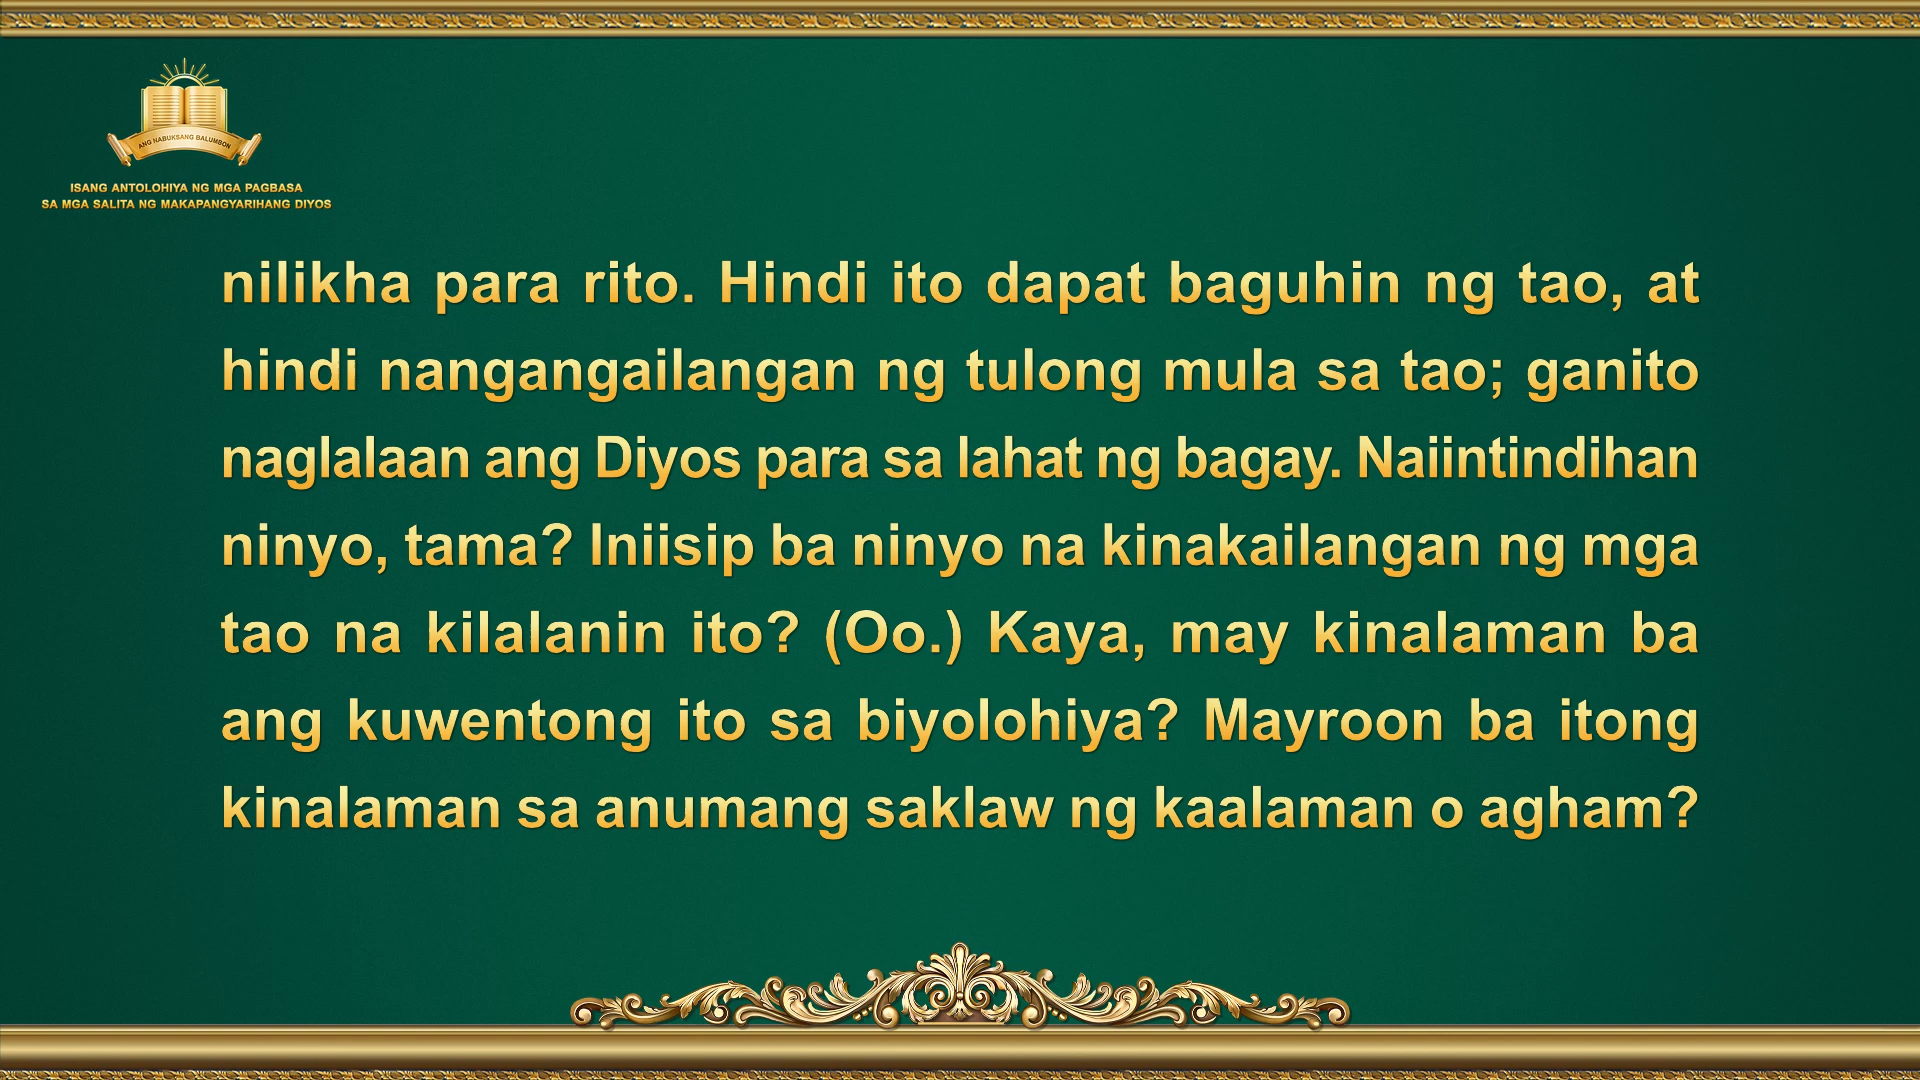 ANG NABUKSANG BALUMBON
ISANG ANTOLOHIYA NG MGA PAGBASA
SA MGA SALITA NG MAKAPANGYARIHANG DIYOS
nilikha para rito. Hindi ito dapat baguhin ng tao, at
hindi nangangailangan ng tulong mula sa tao; ganito
naglalaan ang Diyos para sa lahat ng bagay. Naiintindihan
ninyo, tama? Iniisip ba ninyo na kinakailangan ng mga
tao na kilalanin ito? (Oo.) Kaya, may kinalaman ba
ang kuwentong ito sa biyolohiya? Mayroon ba itong
kinalaman sa anumang saklaw ng kaalaman o agham?